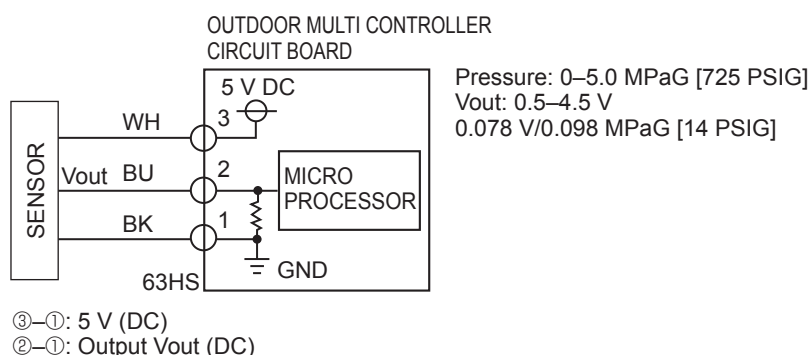 OUTDOOR MULTI CONTROLLER
CIRCUIT BOARD
Pressure: 0–5.0 MPaG [725 PSIG]
Vout: 0.5–4.5 V
0.078 V/0.098 MPaG [14 PSIG]
5 V DC
WH
3
SENSOR
Vout BU
2
MICRO
PROCESSOR
BK
1
GND
63HS
③–①: 5 V (DC)
②–①: Output Vout (DC)